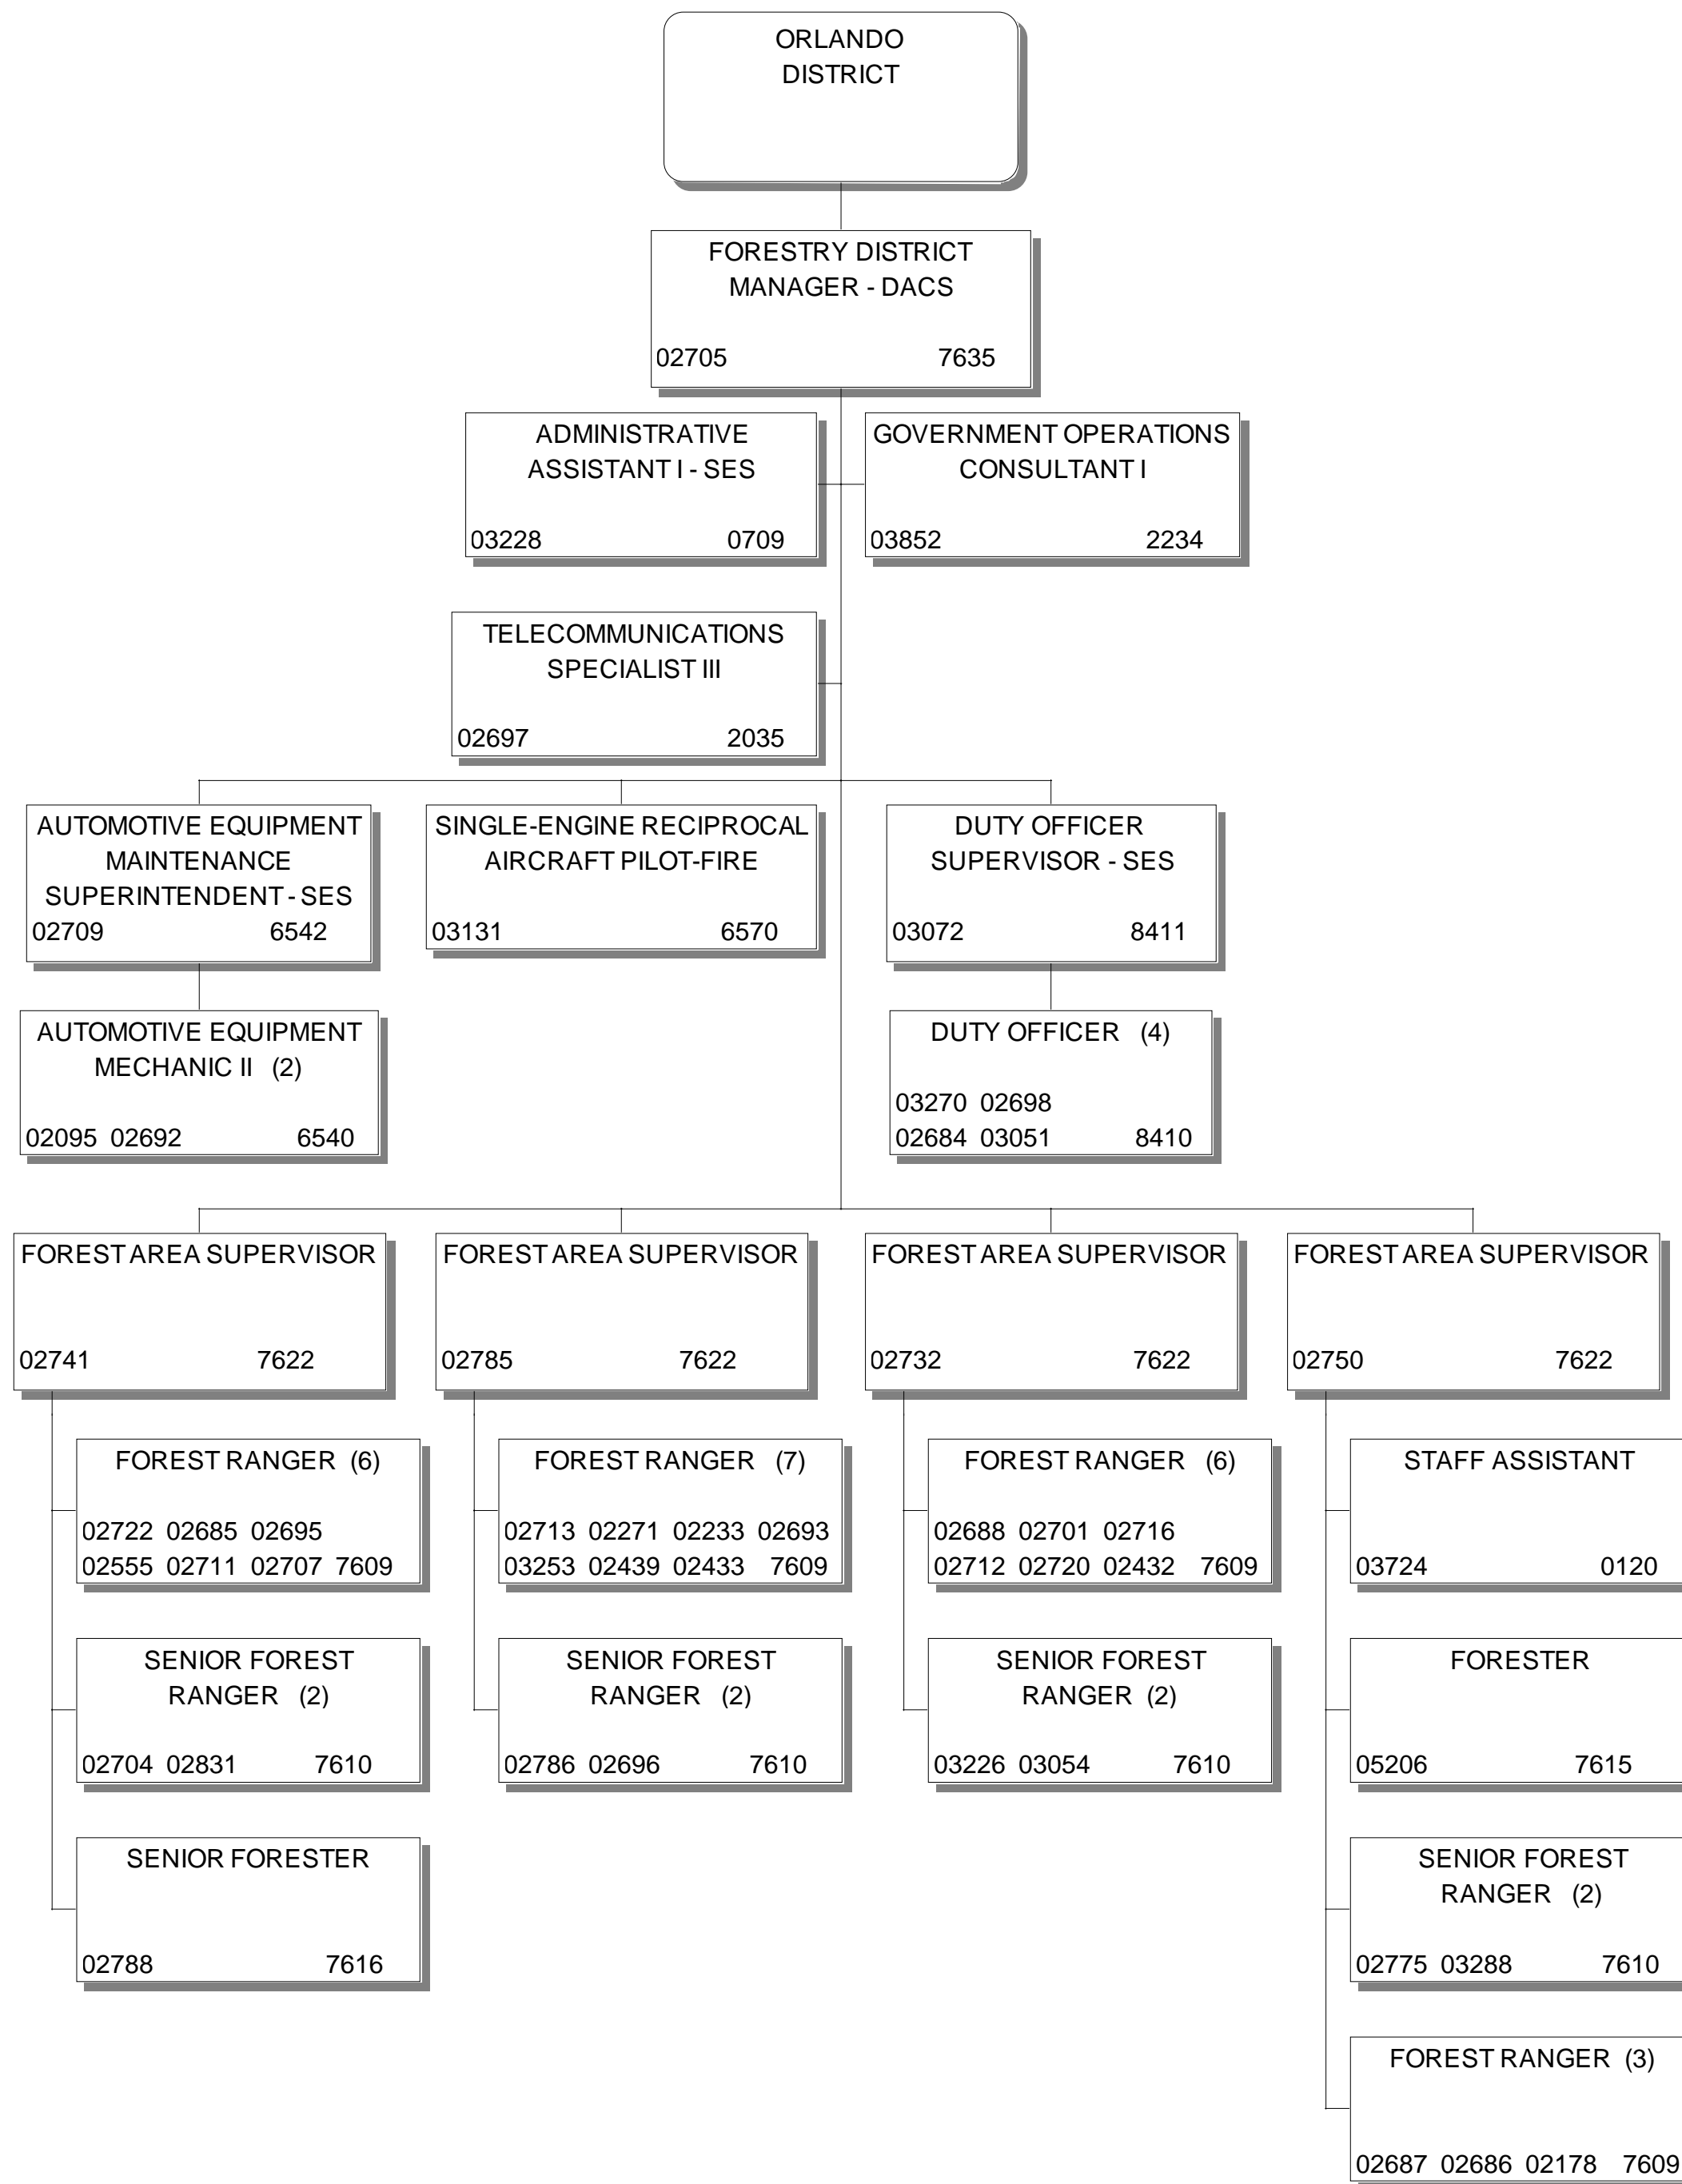 ORLANDO
DISTRICT
FORESTRY DISTRICT
MANAGER - DACS
02705 7635
ADMINISTRATIVE
ASSISTANT I - SES
03228 0709
GOVERNMENT OPERATIONS
CONSULTANT I
03852 2234
TELECOMMUNICATIONS
SPECIALIST III
02697 2035
AUTOMOTIVE EQUIPMENT
MAINTENANCE
SUPERINTENDENT - SES
02709 6542
SINGLE-ENGINE RECIPROCAL
AIRCRAFT PILOT-FIRE
03131 6570
DUTY OFFICER
SUPERVISOR - SES
03072 8411
AUTOMOTIVE EQUIPMENT
MECHANIC II (2)
02095 02692 6540
DUTY OFFICER (4)
03270 02698
02684 03051 8410
FOREST AREA SUPERVISOR
02741 7622
FOREST AREA SUPERVISOR
02785 7622
FOREST AREA SUPERVISOR
02732 7622
FOREST AREA SUPERVISOR
02750 7622
FOREST RANGER (6)
02722 02685 02695
02555 02711 02707 7609
FOREST RANGER (7)
02713 02271 02233 02693
03253 02439 02433 7609
FOREST RANGER (6)
02688 02701 02716
02712 02720 02432 7609
STAFF ASSISTANT
03724 0120
SENIOR FOREST
RANGER (2)
02704 02831 7610
SENIOR FOREST
RANGER (2)
02786 02696 7610
SENIOR FOREST
RANGER (2)
03226 03054 7610
FORESTER
05206 7615
SENIOR FORESTER
02788 7616
SENIOR FOREST
RANGER (2)
02775 03288 7610
FOREST RANGER (3)
02687 02686 02178 7609